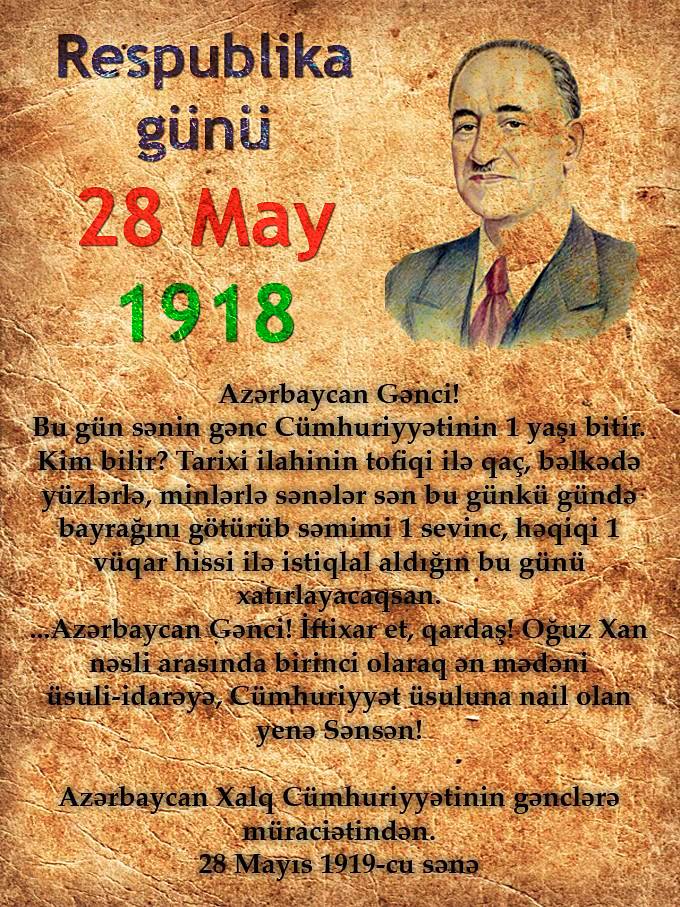 Respublika
günü
28 May
1918
Azərbaycan Gənci!
Bu gün sənin gənc Cümhuriyyətinin 1 yaşı bitir.
Kim bilir? Tarixi ilahinin tofiqi ilə qaç, bəlkədə
yüzlərlə, minlərlə sənələr sən bu günkü gündə
bayrağını götürüb səmimi 1 sevinc, həqiqi 1
vüqar hissi ilə istiqlal aldığın bu günü
xatırlayacaqsan.
...Azərbaycan Gənci! İftixar et, qardaş! Oğuz Xan
nəsli arasında birinci olaraq ən mədəni
üsuli-idarəyə, Cümhuriyyət üsuluna nail olan
yenə Sənsən!
Azərbaycan Xalq Cümhuriyyətinin gənclərə
müraciətindən.
28 Mayıs 1919-cu sənə